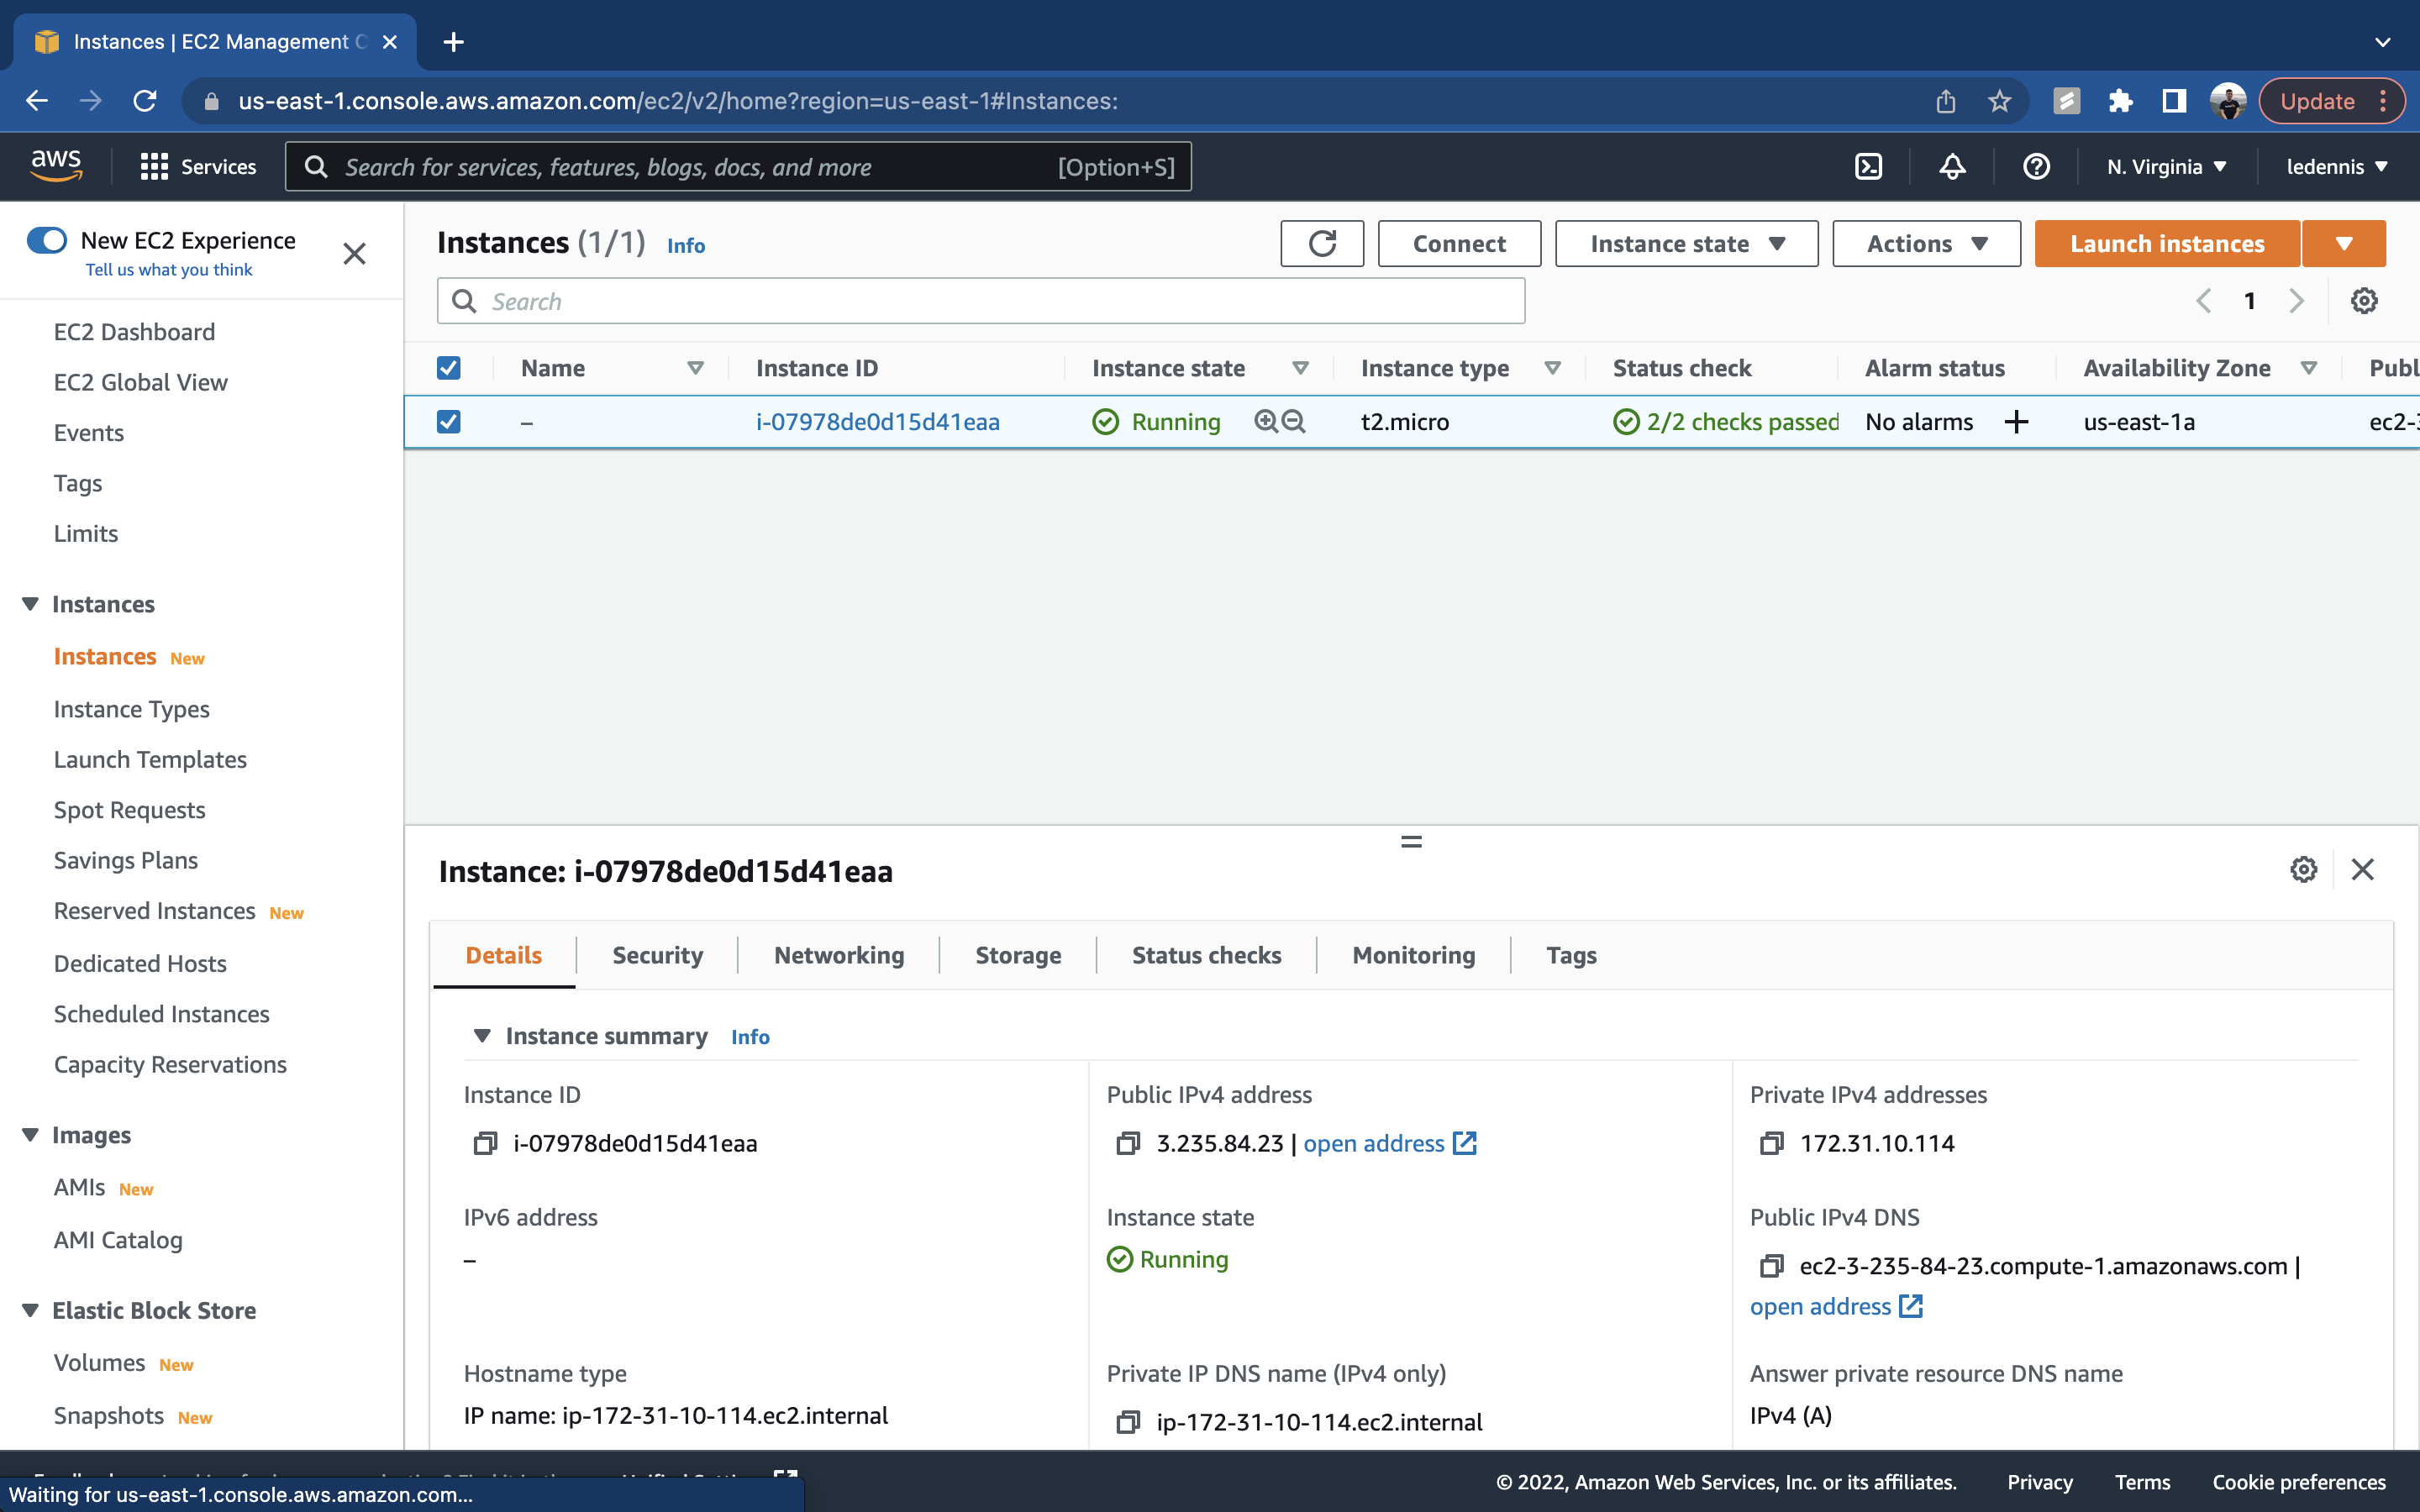 Instances | EC2 Management C
us-east-1.console.aws.amazon.com/ec2/v2/home?region=us-east-1#Instances:
Update
aws
Services
Search for services, features, blogs, docs, and more
[Option+S]
N. Virginia
ledennis
New EC2 Experience
Tell us what you think
EC2 Dashboard
EC2 Global View
Events
Tags
Limits
Instances
Instances New
Instance Types
Launch Templates
Spot Requests
Savings Plans
Reserved Instances New
Dedicated Hosts
Scheduled Instances
Capacity Reservations
Images
AMIs New
AMI Catalog
Elastic Block Store
Volumes New
Snapshots New
Instances (1/1) Info
Connect
Instance state
Actions
Launch instances
Search
1
Name Instance ID Instance state Instance type Status check Alarm status Availability Zone Publ
– i-07978de0d15d41eaa Running t2.micro 2/2 checks passed No alarms + us-east-1a ec2-3
Instance: i-07978de0d15d41eaa
Details Security Networking Storage Status checks Monitoring Tags
Instance summary Info
Instance ID
i-07978de0d15d41eaa
Public IPv4 address
3.235.84.23 | open address
Private IPv4 addresses
172.31.10.114
IPv6 address
–
Instance state
Running
Public IPv4 DNS
ec2-3-235-84-23.compute-1.amazonaws.com |
open address
Hostname type
IP name: ip-172-31-10-114.ec2.internal
Private IP DNS name (IPv4 only)
ip-172-31-10-114.ec2.internal
Answer private resource DNS name
IPv4 (A)
Waiting for us-east-1.console.aws.amazon.com...
© 2022, Amazon Web Services, Inc. or its affiliates.
Privacy
Terms
Cookie preferences